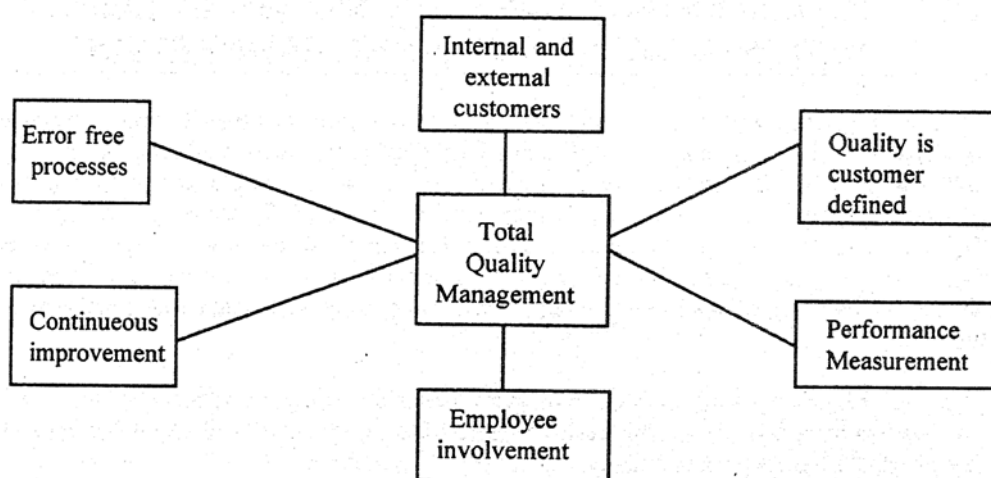 Internal and
external
customers
Error free
processes
Quality is
customer
defined
Total
Quality
Management
Continueous
improvement
Performance
Measurement
Employee
involvement